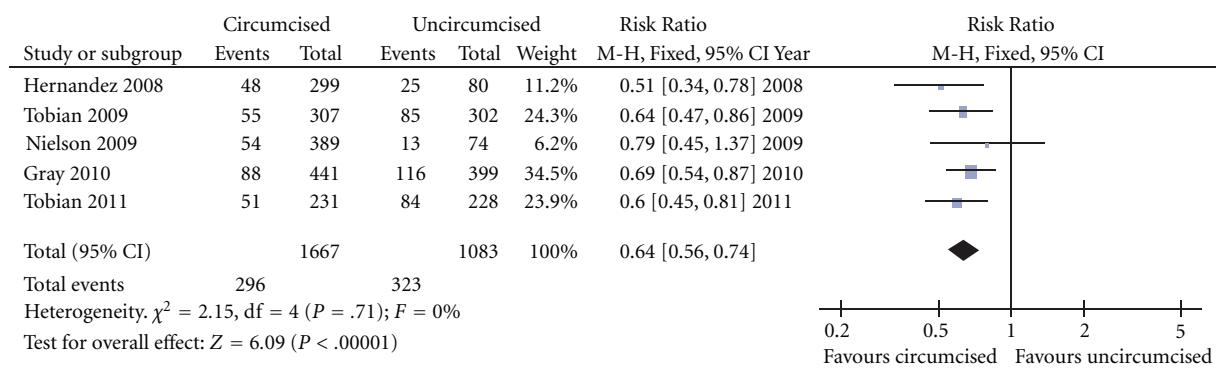 Circumcised Uncircumcised Risk Ratio Risk Ratio
Study or subgroup Events Total Events Total Weight M-H, Fixed, 95% CI Year M-H, Fixed, 95% CI
Hernandez 2008 48 299 25 80 11.2% 0.51 [0.34, 0.78] 2008
Tobian 2009 55 307 85 302 24.3% 0.64 [0.47, 0.86] 2009
Nielson 2009 54 389 13 74 6.2% 0.79 [0.45, 1.37] 2009
Gray 2010 88 441 116 399 34.5% 0.69 [0.54, 0.87] 2010
Tobian 2011 51 231 84 228 23.9% 0.6 [0.45, 0.81] 2011
Total (95% CI) 1667 1083 100% 0.64 [0.56, 0.74]
Total events 296 323
Heterogeneity. χ² = 2.15, df = 4 (P = .71); F = 0%
Test for overall effect: Z = 6.09 (P < .00001)
0.2 0.5 1 2 5
Favours circumcised Favours uncircumcised